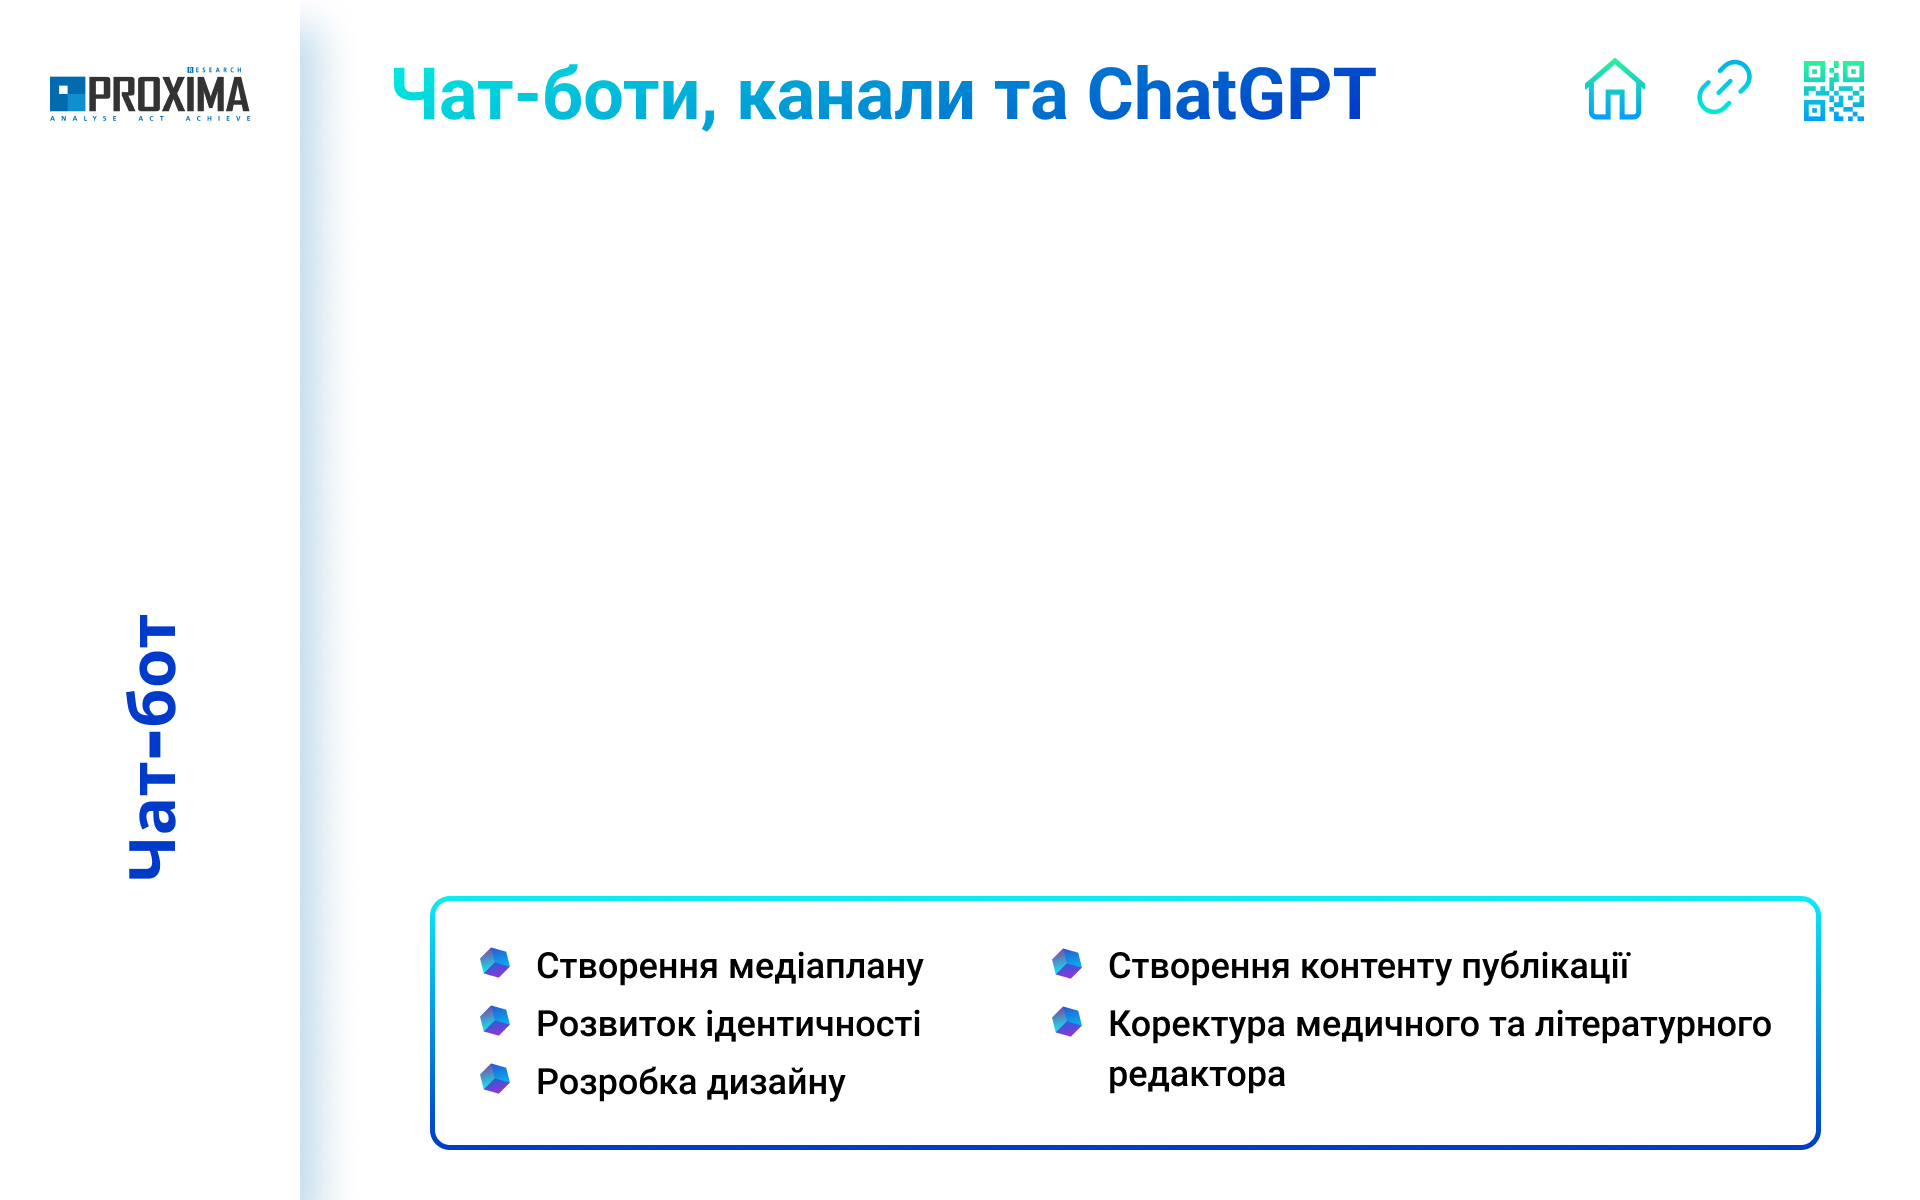 RESEARCH
PROXIMA
ANALYSE ACT ACHIEVE
Чат-боти, канали та ChatGPT
Чат-бот
Створення медіаплану
Розвиток ідентичності
Розробка дизайну
Створення контенту публікації
Коректура медичного та літературного
редактора